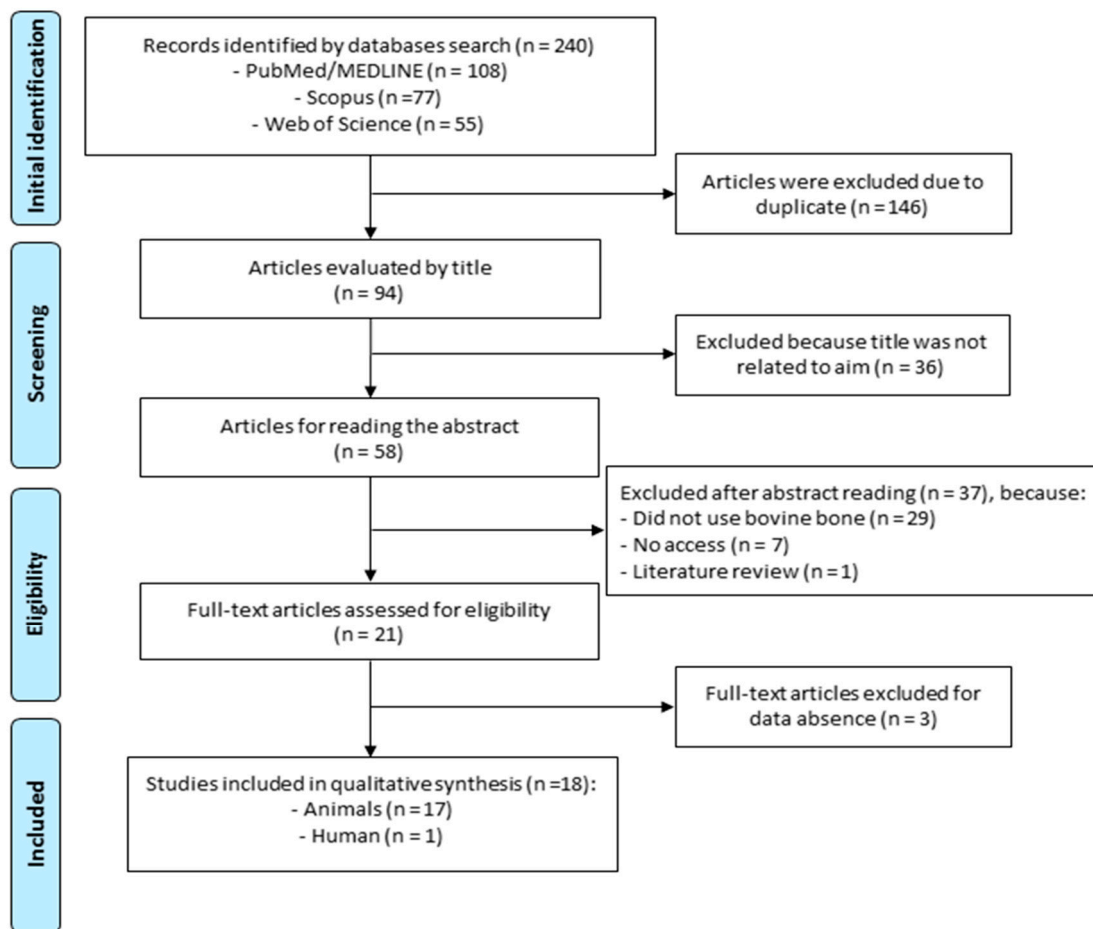 Initial identification
Records identified by databases search (n = 240)
- PubMed/MEDLINE (n = 108)
- Scopus (n =77)
- Web of Science (n = 55)
Articles were excluded due to
duplicate (n = 146)
Screening
Articles evaluated by title
(n = 94)
Excluded because title was not
related to aim (n = 36)
Articles for reading the abstract
(n = 58)
Eligibility
Excluded after abstract reading (n = 37), because:
- Did not use bovine bone (n = 29)
- No access (n = 7)
- Literature review (n = 1)
Full-text articles assessed for eligibility
(n = 21)
Full-text articles excluded for
data absence (n = 3)
Included
Studies included in qualitative synthesis (n =18):
- Animals (n = 17)
- Human (n = 1)